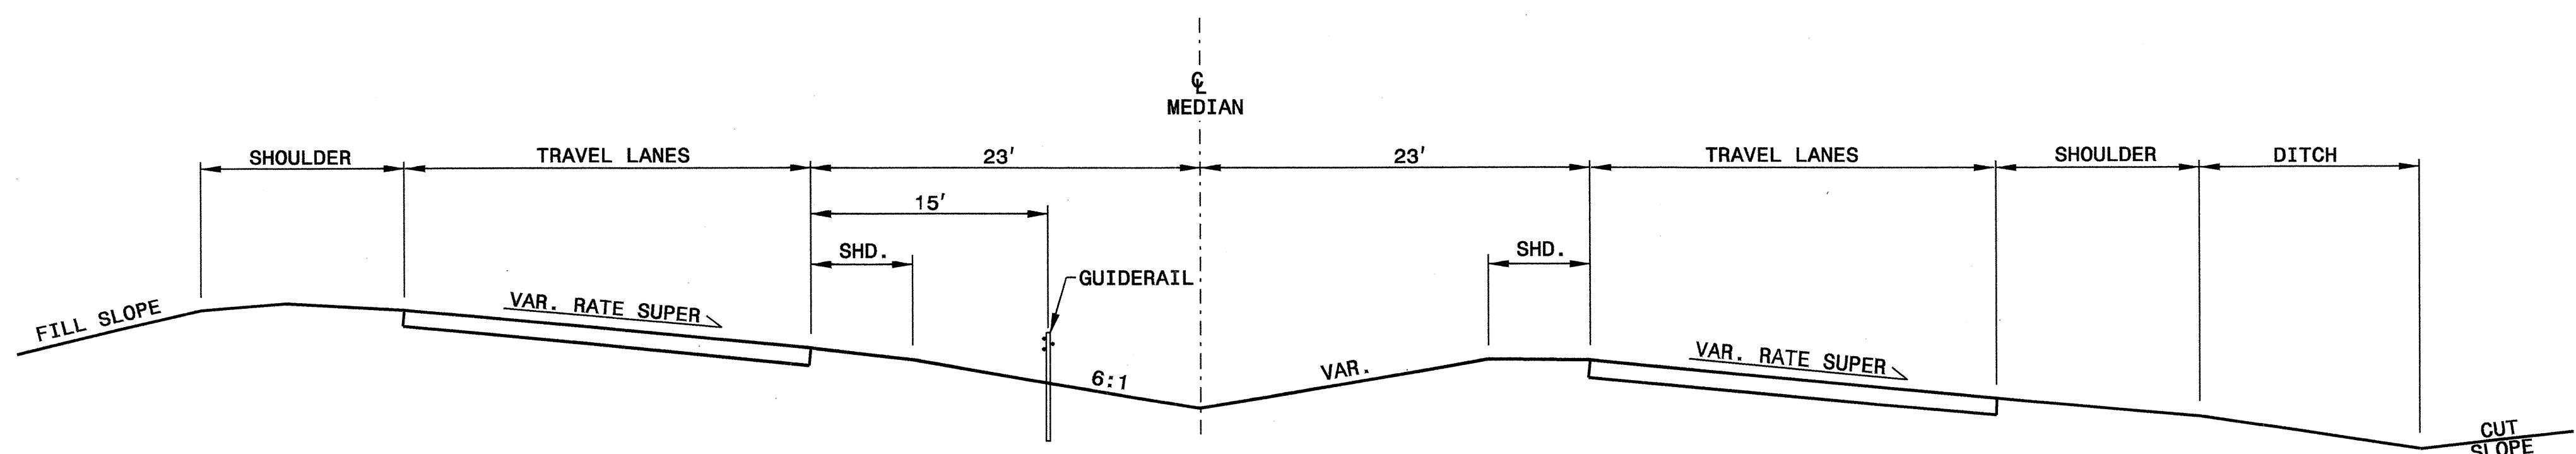 ℄
MEDIAN
SHOULDER
TRAVEL LANES
23'
23'
TRAVEL LANES
SHOULDER
DITCH
15'
SHD.
SHD.
GUIDERAIL
FILL SLOPE
VAR. RATE SUPER
6:1
VAR.
VAR. RATE SUPER
CUT
SLOPE